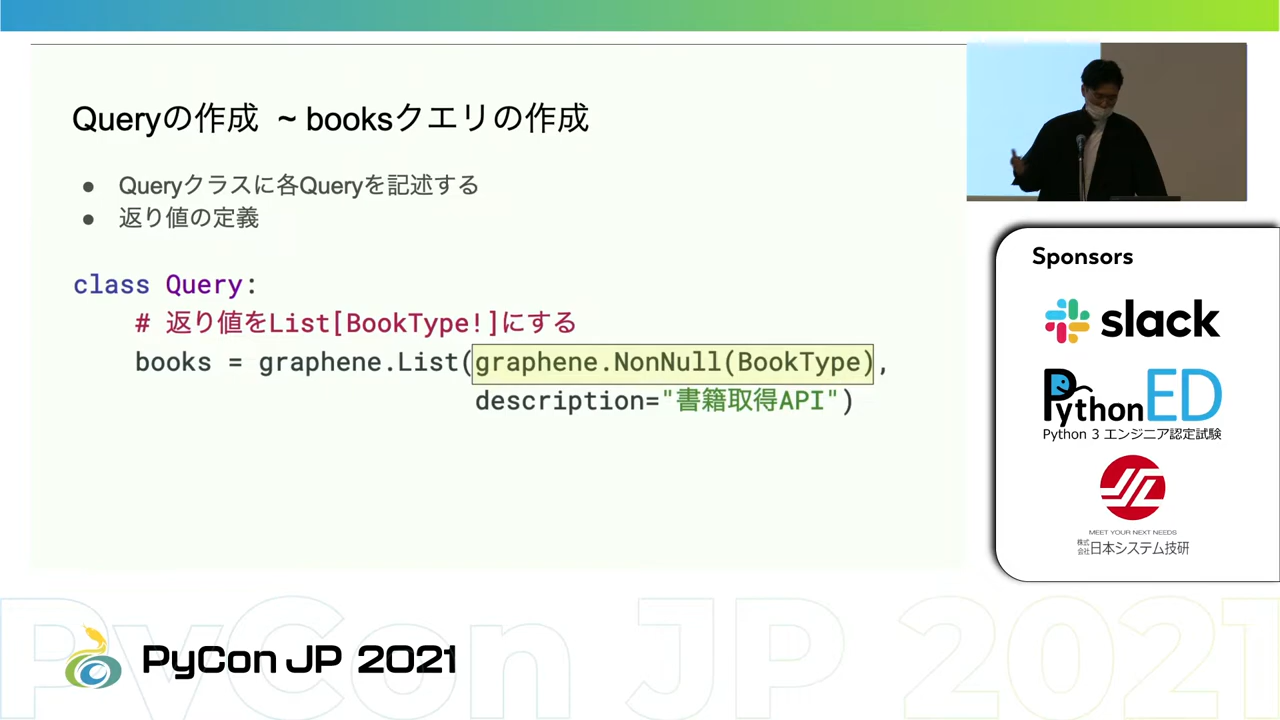 Queryの作成 ~ booksクエリの作成
● Queryクラスに各Queryを記述する
● 返り値の定義
class Query:
# 返り値をList[BookType!]にする
books = graphene.List(graphene.NonNull(BookType),
description="書籍取得API")
Sponsors
slack
PythonED
Python 3 エンジニア認定試験
MEET YOUR NEXT NEEDS
株式会社日本システム技研
PyCon JP 2021
PyCon JP 2021